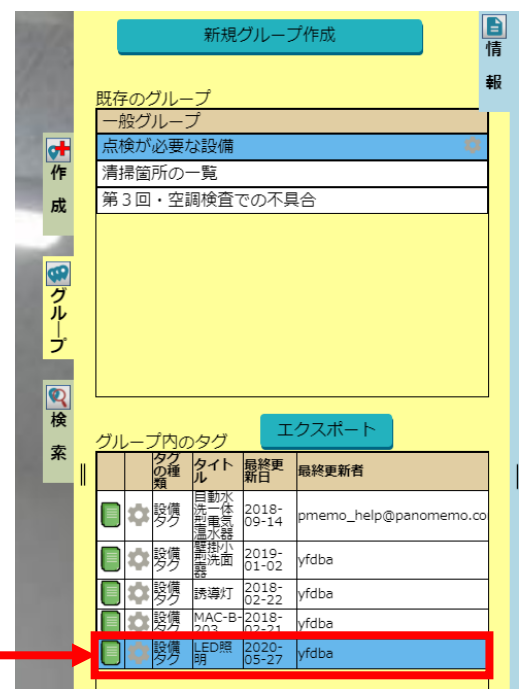 新規グループ作成
情
報
既存のグループ
一般グループ
点検が必要な設備
清掃箇所の一覧
第３回・空調検査での不具合
作
成
グループ
検
索
エクスポート
グループ内のタグ
タグの種類
タイトル
最終更新日
最終更新者
設備タグ
自動水洗一体型電気温水器
2018-09-14
pmemo_help@panomemo.co
設備タグ
壁掛小型洗面器
2019-01-02
yfdba
設備タグ
誘導灯
2018-02-22
yfdba
設備タグ
MAC-B-203
2018-02-21
yfdba
設備タグ
LED照明
2020-05-27
yfdba